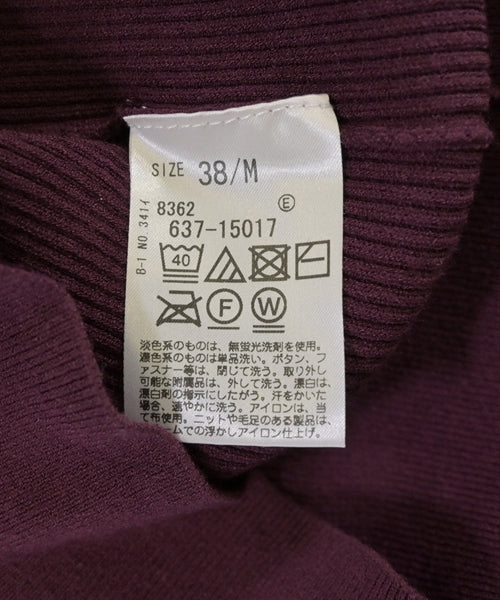 SIZE 38/M
8362 E
637-15017
B-1 NO.3414
40
F W
淡色系のものは、無蛍光洗剤を使用。
濃色系のものは単品洗い。ボタン、フ
ァスナー等は、閉じて洗う。取り外し
可能な附属品は、外して洗う。漂白は、
漂白剤の指示にしたがう。汗をかいた
場合、速やかに洗う。アイロンは、当
て布使用。ニットや毛足のある製品は、
ームでの浮かしアイロン仕上げ。